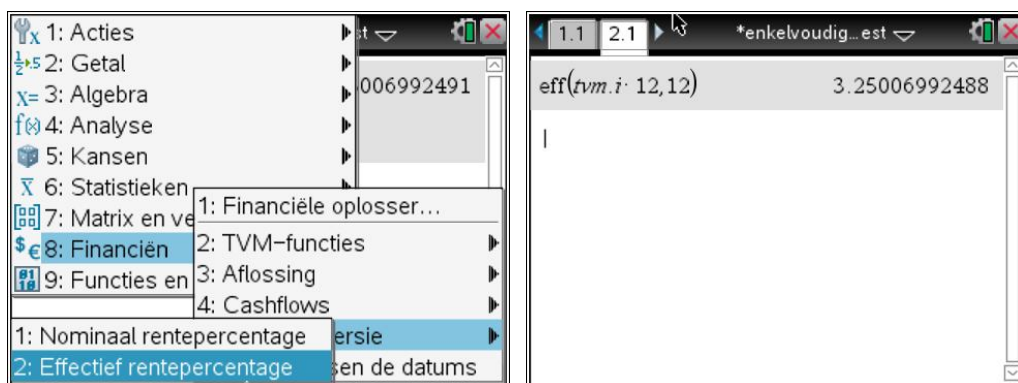 1: Acties
2: Getal
3: Algebra
4: Analyse
5: Kansen
6: Statistieken
7: Matrix en ve
8: Financiën
9: Functies en
st
006992491
1: Financiële oplosser...
2: TVM-functies
3: Aflossing
4: Cashflows
ersie
sen de datums
1: Nominaal rentepercentage
2: Effectief rentepercentage
1.1 2.1 *enkelvoudig...est
eff(tvm.i· 12,12) 3.25006992488